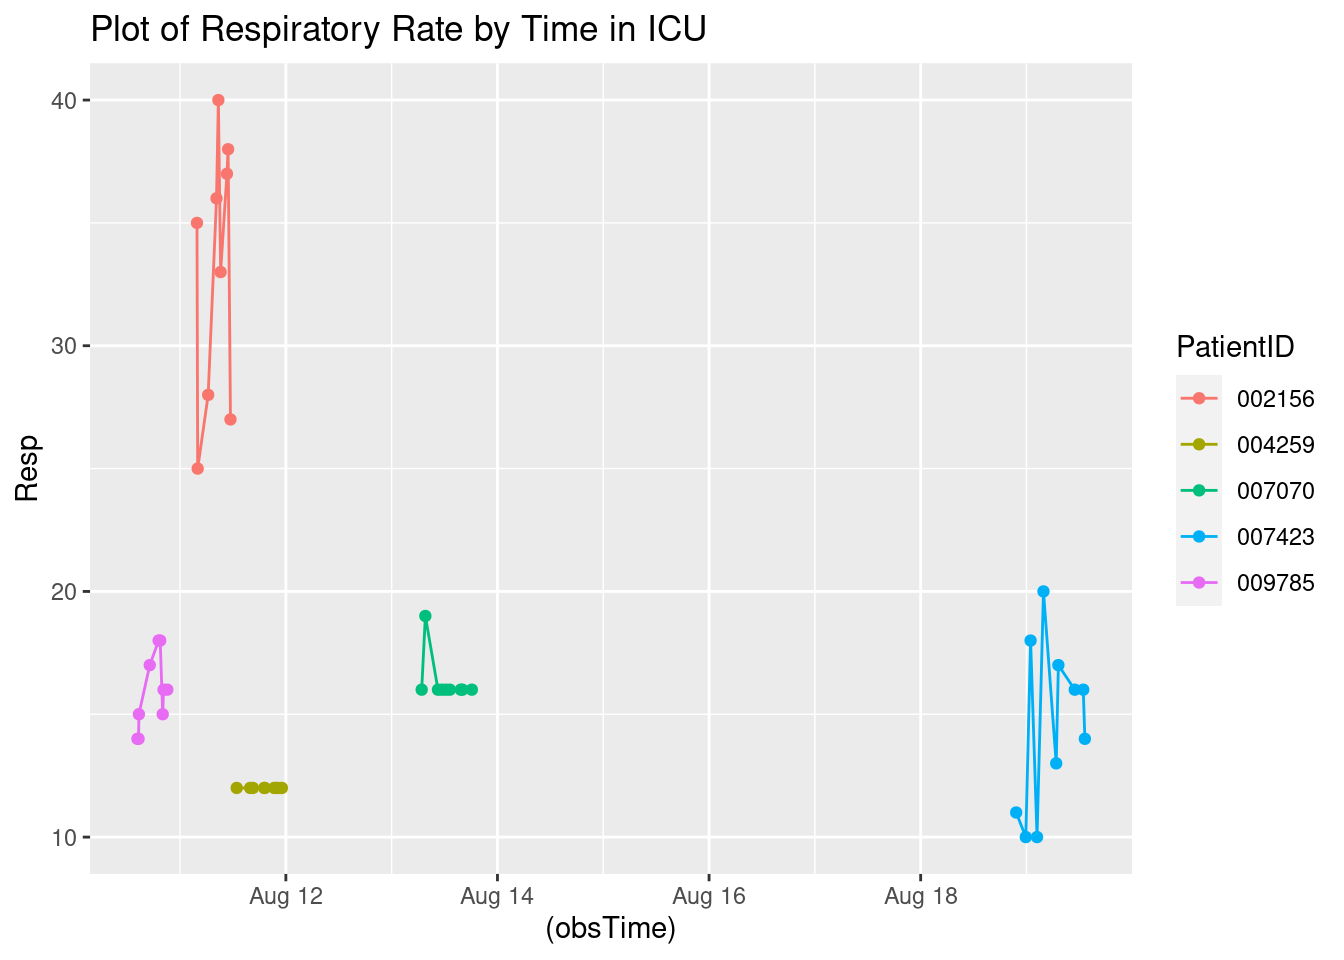 Plot of Respiratory Rate by Time in ICU
40
30
20
10
Resp
Aug 12
Aug 14
Aug 16
Aug 18
(obsTime)
PatientID
002156
004259
007070
007423
009785